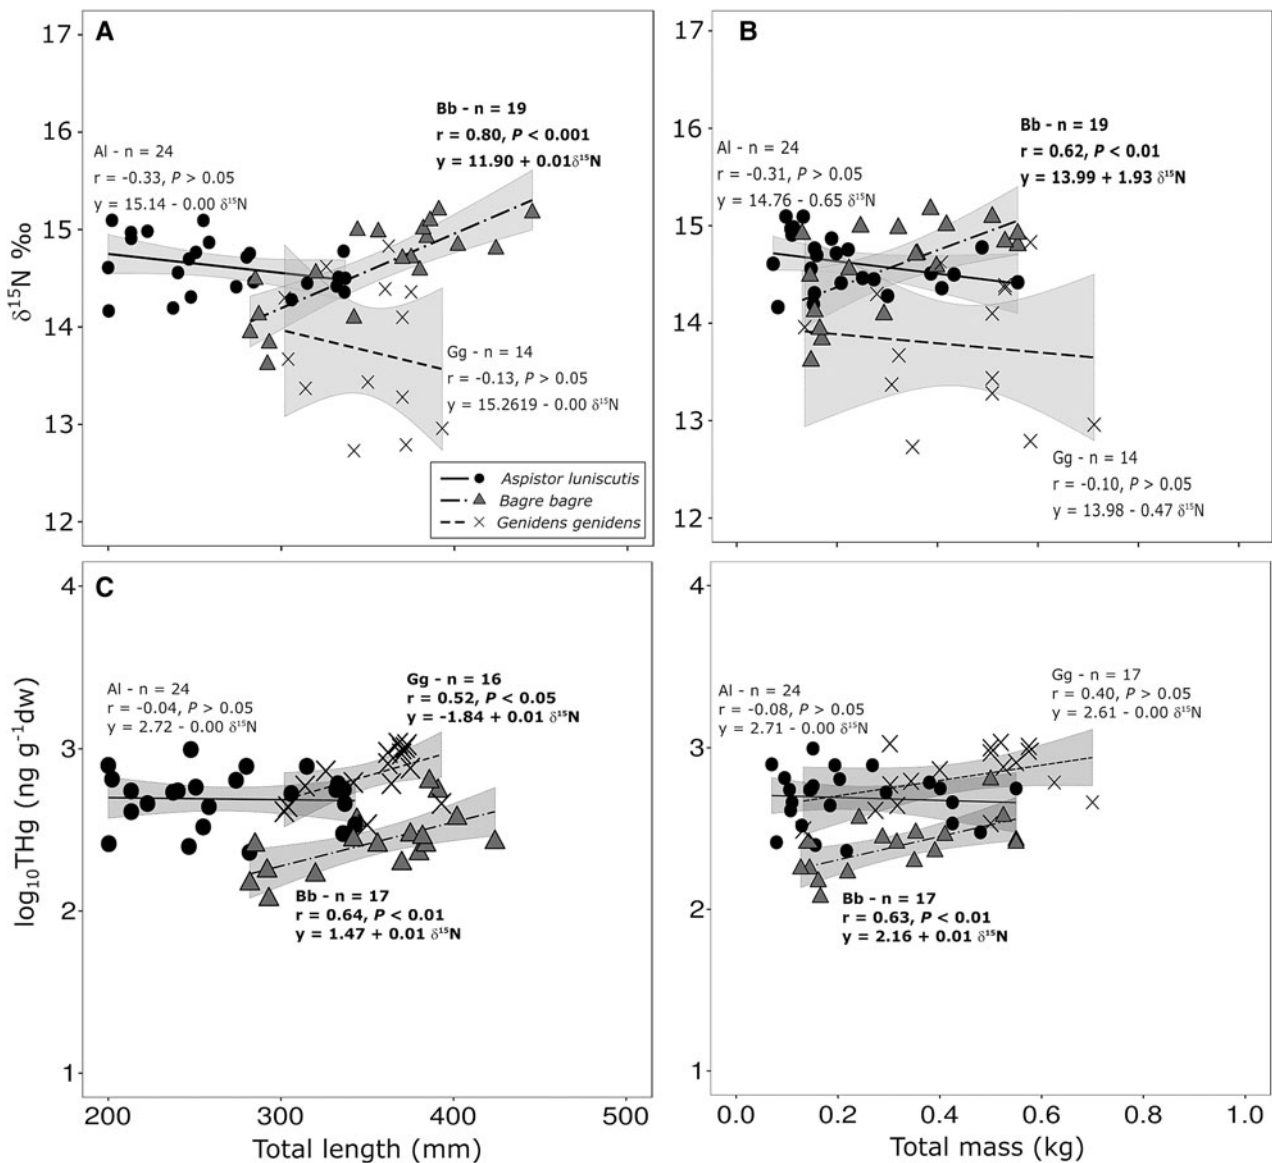 A
17
16
15
14
13
12
δ15N ‰
Al - n = 24
r = -0.33, P > 0.05
y = 15.14 - 0.00 δ15N
Bb - n = 19
r = 0.80, P < 0.001
y = 11.90 + 0.01δ15N
Gg - n = 14
r = -0.13, P > 0.05
y = 15.2619 - 0.00 δ15N
Aspistor luniscutis
Bagre bagre
Genidens genidens
B
17
16
15
14
13
12
Al - n = 24
r = -0.31, P > 0.05
y = 14.76 - 0.65 δ15N
Bb - n = 19
r = 0.62, P < 0.01
y = 13.99 + 1.93 δ15N
Gg - n = 14
r = -0.10, P > 0.05
y = 13.98 - 0.47 δ15N
C
4
3
2
1
log10THg (ng g-1dw)
Al - n = 24
r = -0.04, P > 0.05
y = 2.72 - 0.00 δ15N
Gg - n = 16
r = 0.52, P < 0.05
y = -1.84 + 0.01 δ15N
Bb - n = 17
r = 0.64, P < 0.01
y = 1.47 + 0.01 δ15N
200 300 400 500
Total length (mm)
4
3
2
1
Al - n = 24
r = -0.08, P > 0.05
y = 2.71 - 0.00 δ15N
Gg - n = 17
r = 0.40, P > 0.05
y = 2.61 - 0.00 δ15N
Bb - n = 17
r = 0.63, P < 0.01
y = 2.16 + 0.01 δ15N
0.0 0.2 0.4 0.6 0.8 1.0
Total mass (kg)